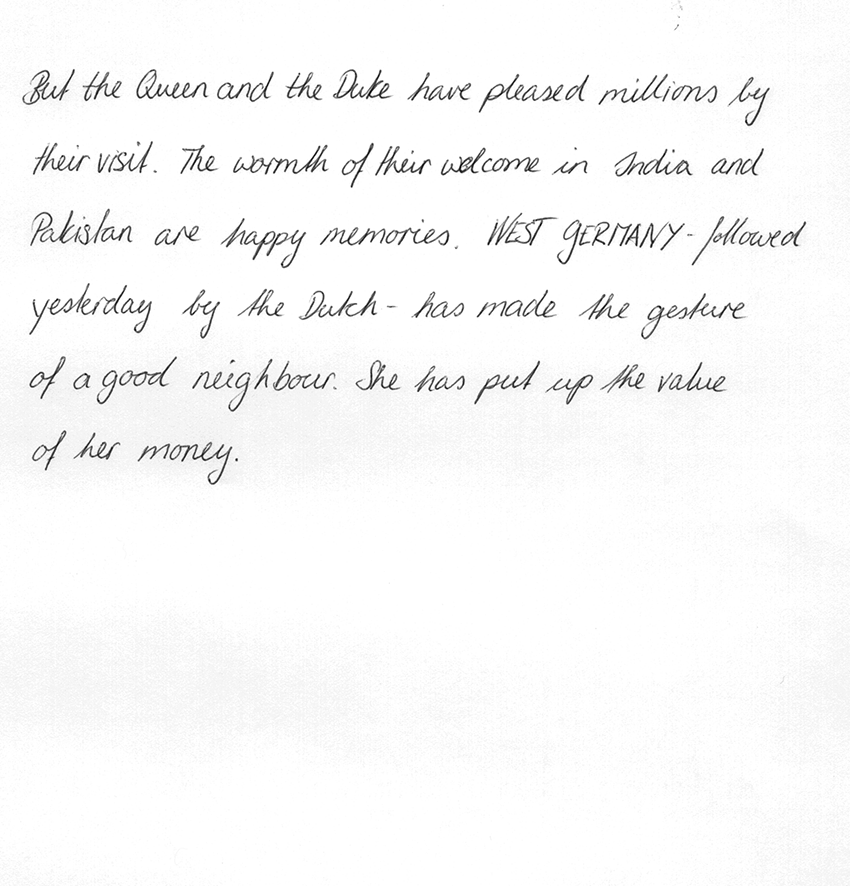 But the Queen and the Duke have pleased millions by
their visit. The warmth of their welcome in India and
Pakistan are happy memories. WEST GERMANY - followed
yesterday by the Dutch - has made the gesture
of a good neighbour. She has put up the value
of her money.